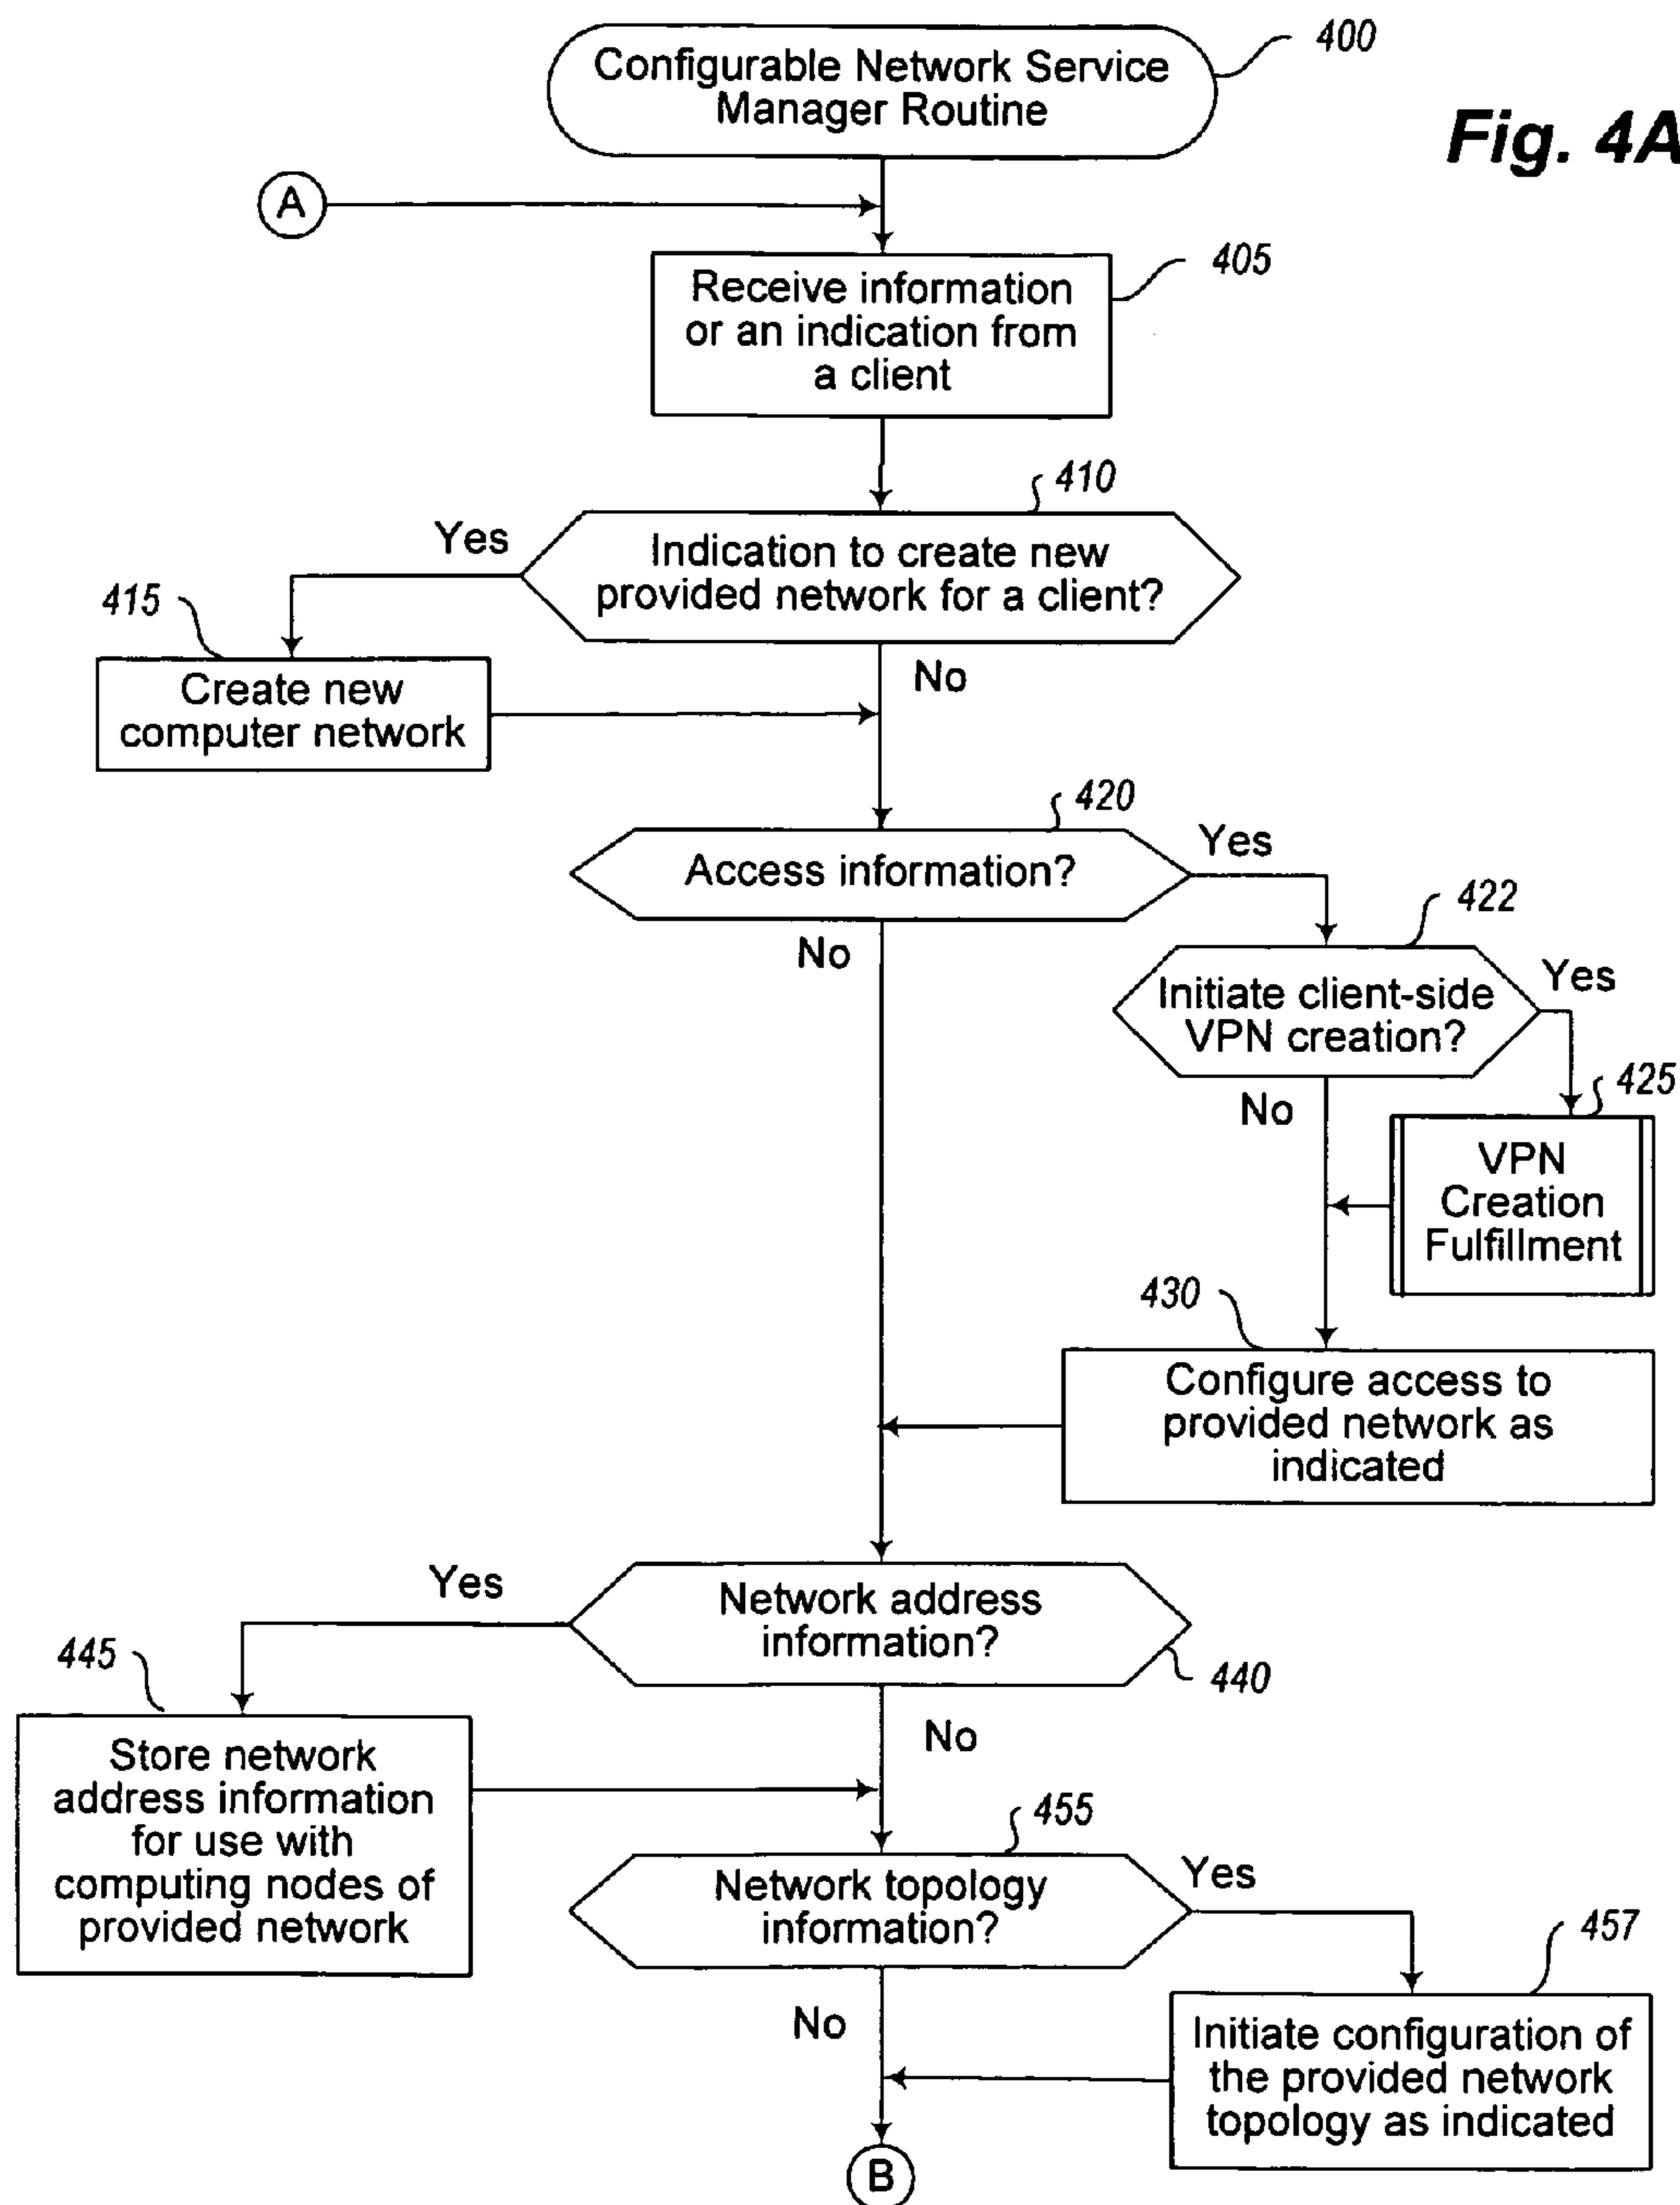 400
Configurable Network Service
Manager Routine
Fig. 4A
A
405
Receive information
or an indication from
a client
410
Yes
Indication to create new
provided network for a client?
415
No
Create new
computer network
420
Yes
Access information?
422
No
Yes
Initiate client-side
VPN creation?
425
No
VPN
Creation
Fulfillment
430
Configure access to
provided network as
indicated
Yes
Network address
information?
445
440
No
Store network
address information
for use with
computing nodes of
provided network
455
Yes
Network topology
information?
457
No
Initiate configuration of
the provided network
topology as indicated
B